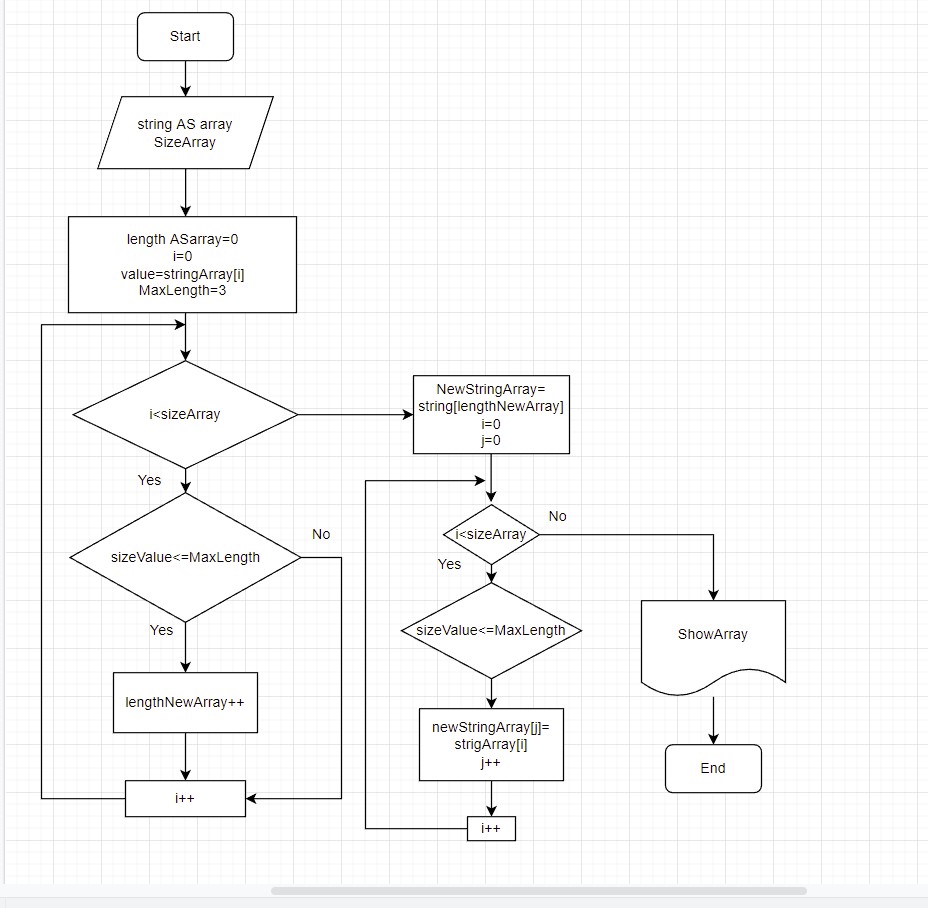 Start
string AS array
SizeArray
length ASarray=0
i=0
value=stringArray[i]
MaxLength=3
i<sizeArray
Yes
sizeValue<=MaxLength
No
Yes
lengthNewArray++
i++
NewStringArray=
string[lengthNewArray]
i=0
j=0
i<sizeArray
No
Yes
sizeValue<=MaxLength
newStringArray[j]=
strigArray[i]
j++
i++
ShowArray
End